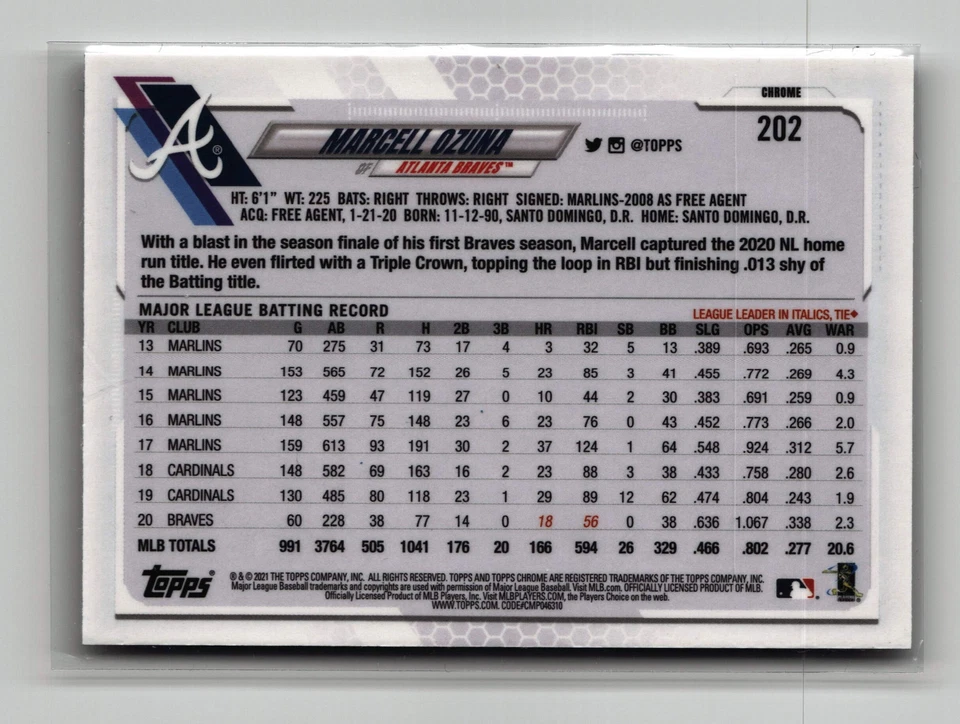 CHROME
202
A®
MARCELL OZUNA
@TOPPS
OF ATLANTA BRAVES™
HT: 6'1" WT: 225 BATS: RIGHT THROWS: RIGHT SIGNED: MARLINS-2008 AS FREE AGENT
ACQ: FREE AGENT, 1-21-20 BORN: 11-12-90, SANTO DOMINGO, D.R. HOME: SANTO DOMINGO, D.R.
With a blast in the season finale of his first Braves season, Marcell captured the 2020 NL home
run title. He even flirted with a Triple Crown, topping the loop in RBI but finishing .013 shy of
the Batting title.
MAJOR LEAGUE BATTING RECORD LEAGUE LEADER IN ITALICS, TIE◆
YR CLUB G AB R H 2B 3B HR RBI SB BB SLG OPS AVG WAR
13 MARLINS 70 275 31 73 17 4 3 32 5 13 .389 .693 .265 0.9
14 MARLINS 153 565 72 152 26 5 23 85 3 41 .455 .772 .269 4.3
15 MARLINS 123 459 47 119 27 0 10 44 2 30 .383 .691 .259 0.9
16 MARLINS 148 557 75 148 23 6 23 76 0 43 .452 .773 .266 2.0
17 MARLINS 159 613 93 191 30 2 37 124 1 64 .548 .924 .312 5.7
18 CARDINALS 148 582 69 163 16 2 23 88 3 38 .433 .758 .280 2.6
19 CARDINALS 130 485 80 118 23 1 29 89 12 62 .474 .804 .243 1.9
20 BRAVES 60 228 38 77 14 0 18 56 0 38 .636 1.067 .338 2.3
MLB TOTALS 991 3764 505 1041 176 20 166 594 26 329 .466 .802 .277 20.6
topps®
® & © 2021 THE TOPPS COMPANY, INC. ALL RIGHTS RESERVED. TOPPS AND TOPPS CHROME ARE REGISTERED TRADEMARKS OF THE TOPPS COMPANY, INC.
Major League Baseball trademarks and copyrights are used with permission of Major League Baseball. Visit MLB.com. OFFICIALLY LICENSED PRODUCT OF MLB.
Officially Licensed Product of MLB Players, Inc. Visit MLBPLAYERS.COM, the Players Choice on the web.
WWW.TOPPS.COM. CODE#CMP046310